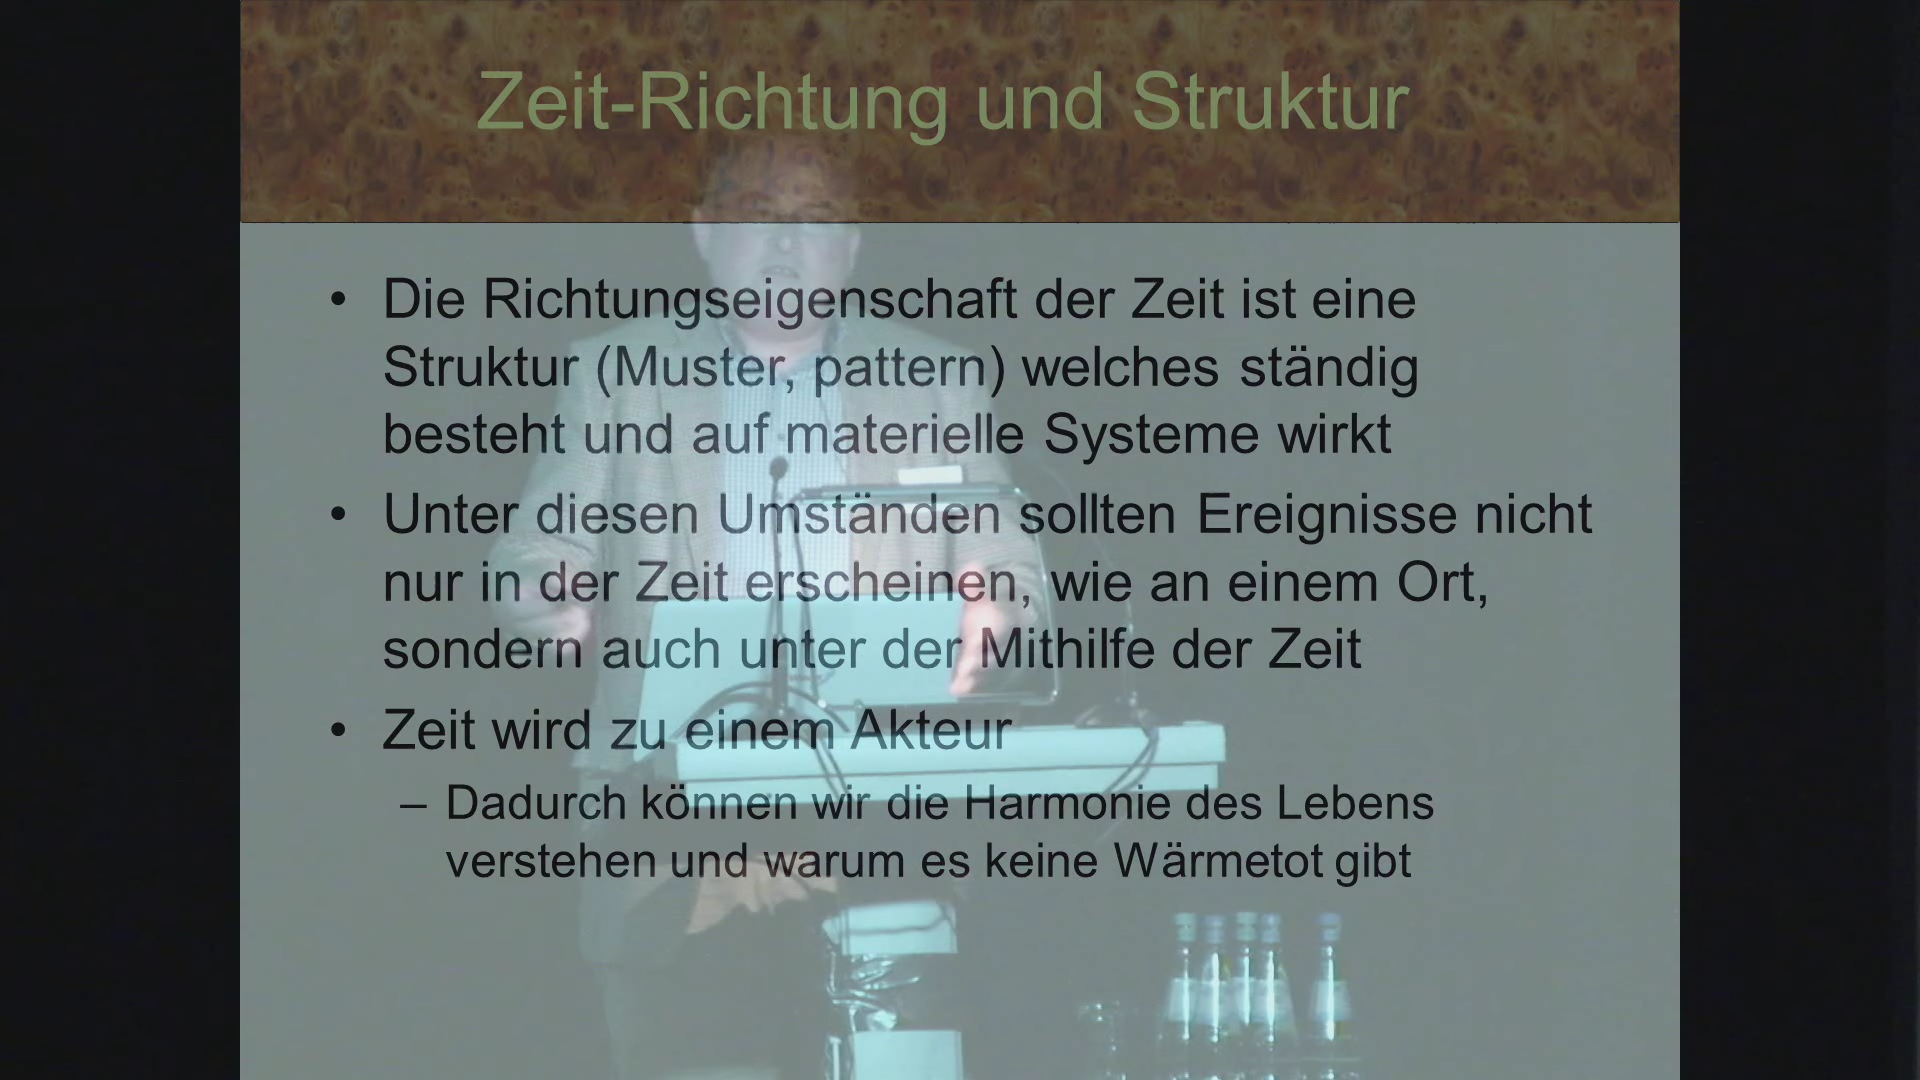 Zeit-Richtung und Struktur
• Die Richtungseigenschaft der Zeit ist eine
Struktur (Muster, pattern) welches ständig
besteht und auf materielle Systeme wirkt
• Unter diesen Umständen sollten Ereignisse nicht
nur in der Zeit erscheinen, wie an einem Ort,
sondern auch unter der Mithilfe der Zeit
• Zeit wird zu einem Akteur
– Dadurch können wir die Harmonie des Lebens
verstehen und warum es keine Wärmetot gibt